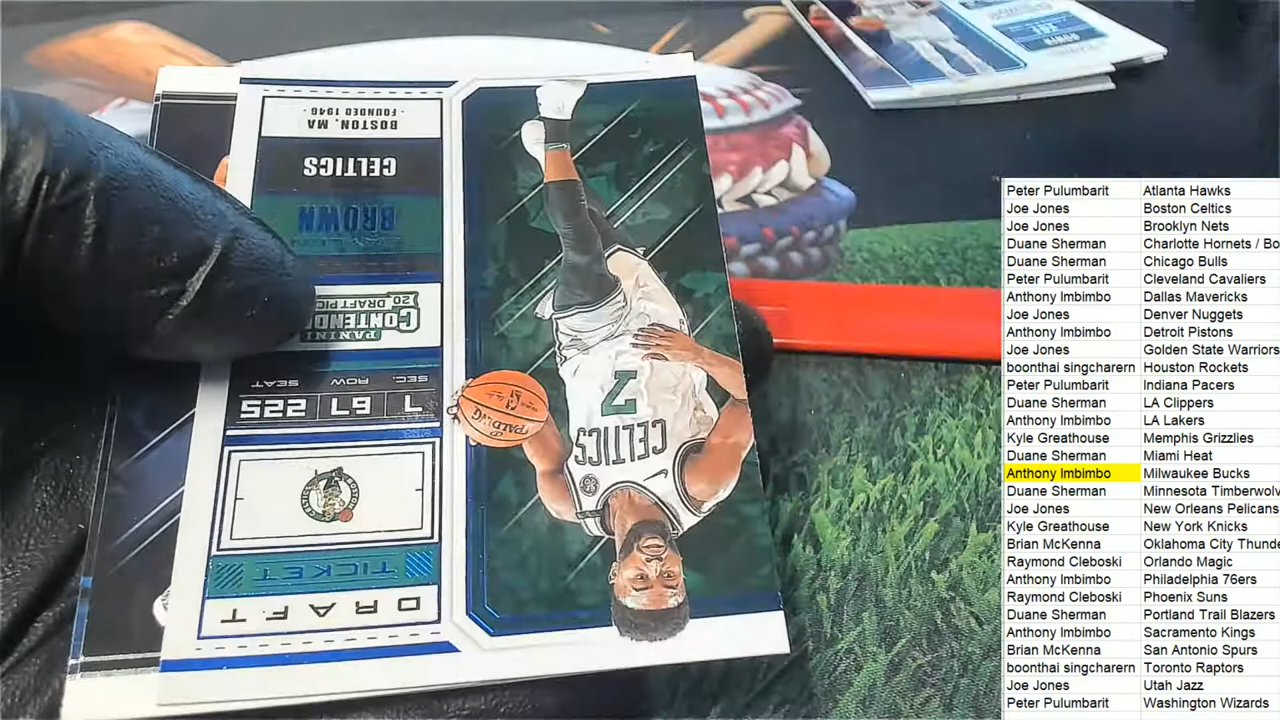 DRAFT
TICKET
SEC. ROW SEAT
7 L9 225
PANINI
CONTEND
20 DRAFT PIC
BROWN
CELTICS
BOSTON, MA
· FOUNDED 1946 ·
CELTICS
7
SPALDING
Peter Pulumbarit Atlanta Hawks
Joe Jones Boston Celtics
Joe Jones Brooklyn Nets
Duane Sherman Charlotte Hornets / Bo
Duane Sherman Chicago Bulls
Peter Pulumbarit Cleveland Cavaliers
Anthony Imbimbo Dallas Mavericks
Joe Jones Denver Nuggets
Anthony Imbimbo Detroit Pistons
Joe Jones Golden State Warriors
boonthai singcharern Houston Rockets
Peter Pulumbarit Indiana Pacers
Duane Sherman LA Clippers
Anthony Imbimbo LA Lakers
Kyle Greathouse Memphis Grizzlies
Duane Sherman Miami Heat
Anthony Imbimbo Milwaukee Bucks
Duane Sherman Minnesota Timberwolv
Joe Jones New Orleans Pelicans
Kyle Greathouse New York Knicks
Brian McKenna Oklahoma City Thunde
Raymond Cleboski Orlando Magic
Anthony Imbimbo Philadelphia 76ers
Raymond Cleboski Phoenix Suns
Duane Sherman Portland Trail Blazers
Anthony Imbimbo Sacramento Kings
Brian McKenna San Antonio Spurs
boonthai singcharern Toronto Raptors
Joe Jones Utah Jazz
Peter Pulumbarit Washington Wizards